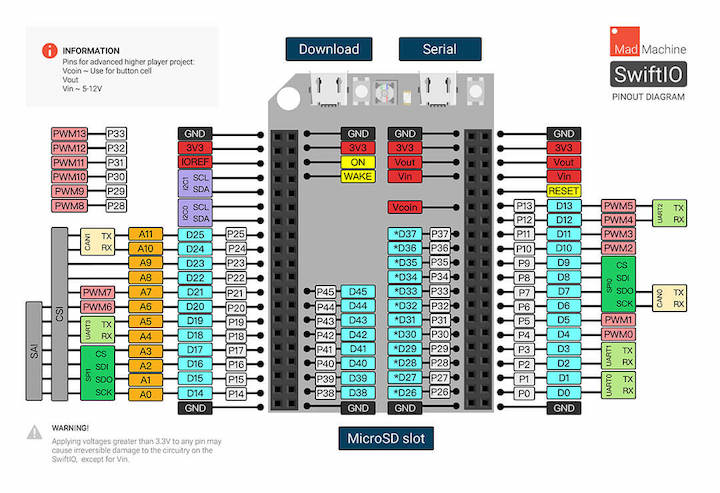 INFORMATION
Pins for advanced higher player project:
Vcoin ~ Use for button cell
Vout
Vin ~ 5-12V
Download Serial
Mad Machine
SwiftIO
PINOUT DIAGRAM
PWM13 P33 GND GND GND GND
PWM12 P32 3V3 3V3 3V3 3V3
PWM11 P31 IOREF ON Vout Vout
PWM10 P30 I2C1 SCL WAKE Vin Vin
PWM9 P29 SDA RESET
PWM8 P28 I2C0 SCL Vcoin P13 D13 PWM5 UART2 TX
SDA P12 D12 PWM4 RX
CAN1 TX A11 D25 P25 *D37 P37 P11 D11 PWM3
RX A10 D24 P24 *D36 P36 P10 D10 PWM2
A9 D23 P23 *D35 P35 P9 D9 CS
A8 D22 P22 *D34 P34 P8 D8 SPI0 SDI
CSI PWM7 A7 D21 P21 P45 D45 *D33 P33 P7 D7 SDO CAN0 TX
PWM6 A6 D20 P20 P44 D44 *D32 P32 P6 D6 SCK RX
UART3 TX A5 D19 P19 P43 D43 *D31 P31 P5 D5 PWM1
RX A4 D18 P18 P42 D42 *D30 P30 P4 D4 PWM0
SAI CS A3 D17 P17 P41 D41 *D29 P29 P3 D3 UART1 TX
SPI1 SDI A2 D16 P16 P40 D40 *D28 P28 P2 D2 RX
SDO A1 D15 P15 P39 D39 *D27 P27 P1 D1 UART0 TX
SCK A0 D14 P14 P38 D38 *D26 P26 P0 D0 RX
GND GND GND GND
MicroSD slot
WARNING!
Applying voltages greater than 3.3V to any pin may
cause irreversible damage to the circuitry on the
SwiftIO, except for Vin.